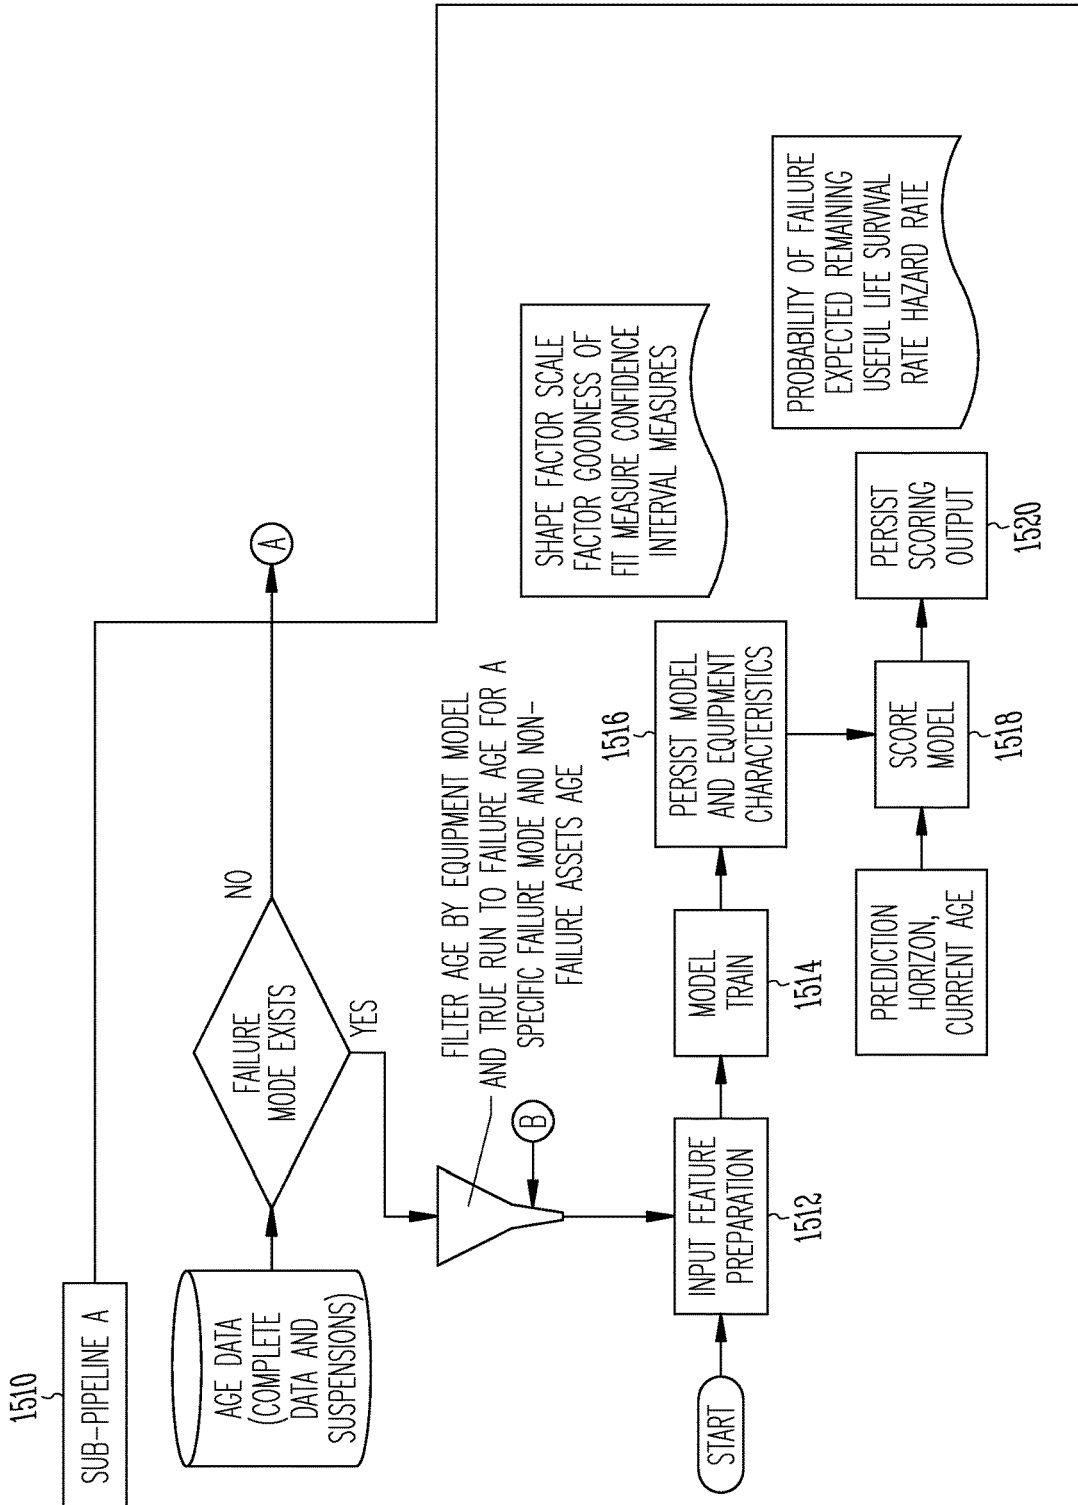 1510
SUB-PIPELINE A
AGE DATA
(COMPLETE
DATA AND
SUSPENSIONS)
FAILURE
MODE EXISTS
NO
YES
A
FILTER AGE BY EQUIPMENT MODEL
AND TRUE RUN TO FAILURE AGE FOR A
SPECIFIC FAILURE MODE AND NON-
FAILURE ASSETS AGE
B
START
INPUT FEATURE
PREPARATION
1512
MODEL
TRAIN
1514
1516
PERSIST MODEL
AND EQUIPMENT
CHARACTERISTICS
SHAPE FACTOR SCALE
FACTOR GOODNESS OF
FIT MEASURE CONFIDENCE
INTERVAL MEASURES
PREDICTION
HORIZON,
CURRENT AGE
SCORE
MODEL
1518
PERSIST
SCORING
OUTPUT
1520
PROBABILITY OF FAILURE
EXPECTED REMAINING
USEFUL LIFE SURVIVAL
RATE HAZARD RATE